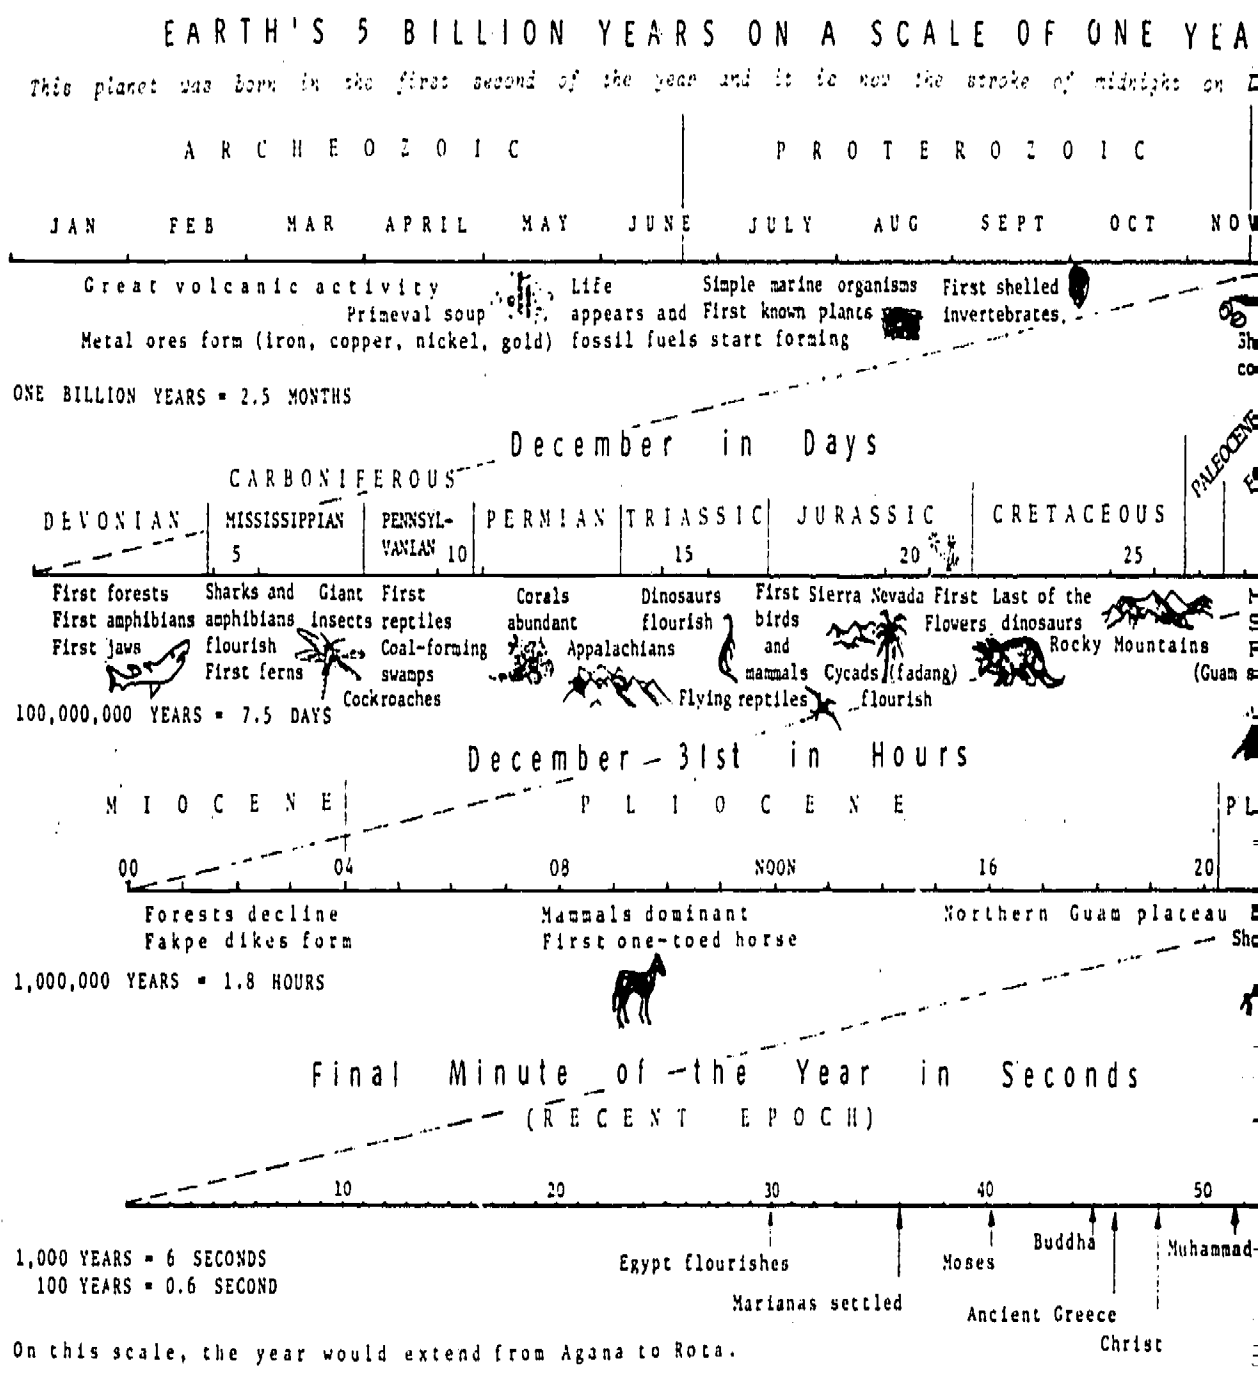 EARTH'S 5 BILLION YEARS ON A SCALE OF ONE YEA
This planet was born in the first second of the year and it is now the stroke of midnight on D
ARCHEOZOIC PROTEROZOIC
JAN FEB MAR APRIL MAY JUNE JULY AUG SEPT OCT NOV
Great volcanic activity Life Simple marine organisms First shelled
Primeval soup appears and First known plants invertebrates
Metal ores form (iron, copper, nickel, gold) fossil fuels start forming
Sh
co
ONE BILLION YEARS = 2.5 MONTHS
December in Days
CARBONIFEROUS
PALEOCENE
E
DEVONIAN MISSISSIPPIAN PENNSYL- PERMIAN TRIASSIC JURASSIC CRETACEOUS
VANIAN
5 10 15 20 25
First forests Sharks and Giant First Corals Dinosaurs First Sierra Nevada First Last of the
First amphibians amphibians insects reptiles abundant flourish birds Flowers dinosaurs
First jaws flourish Coal-forming Appalachians and Rocky Mountains
First ferns swamps mammals Cycads (fadang) (Guam s
Cockroaches Flying reptiles flourish
100,000,000 YEARS = 7.5 DAYS
December 31st in Hours
MIOCENE PLIOCENE PL
00 04 08 NOON 16 20
Forests decline Mammals dominant Northern Guam plateau
Fakpe dikes form First one-toed horse Sho
1,000,000 YEARS = 1.8 HOURS
Final Minute of the Year in Seconds
(RECENT EPOCH)
10 20 30 40 50
Egypt flourishes Moses Buddha Muhammad-
Marianas settled Ancient Greece
Christ
1,000 YEARS = 6 SECONDS
100 YEARS = 0.6 SECOND
On this scale, the year would extend from Agana to Rota.